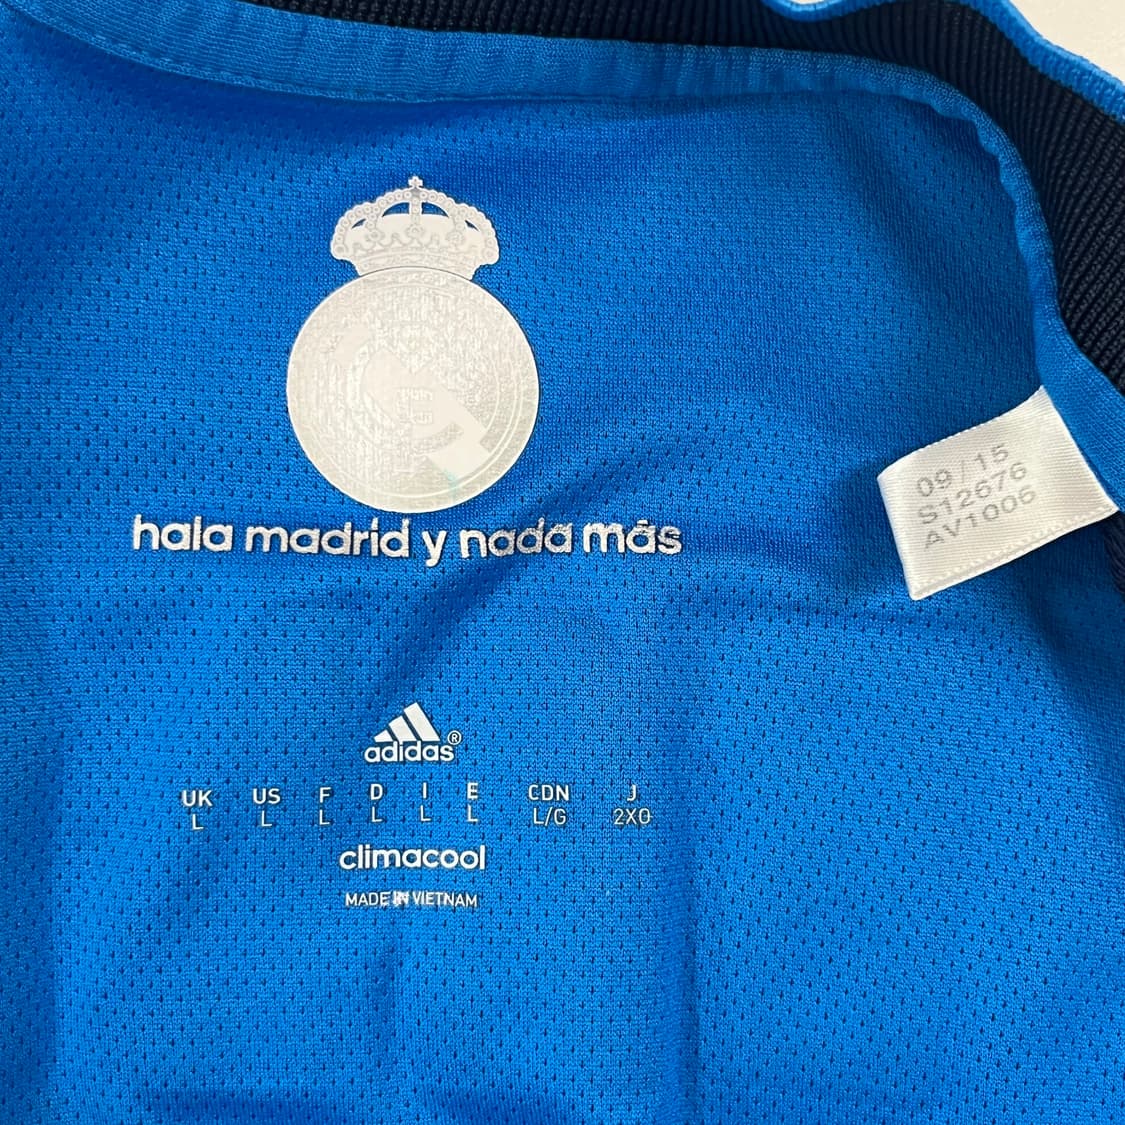 hala madrid y nada más
09/15
S12676
AV1006
adidas®
UK US F D I E CDN J
L L L L L L L/G 2XO
climacool
MADE IN VIETNAM